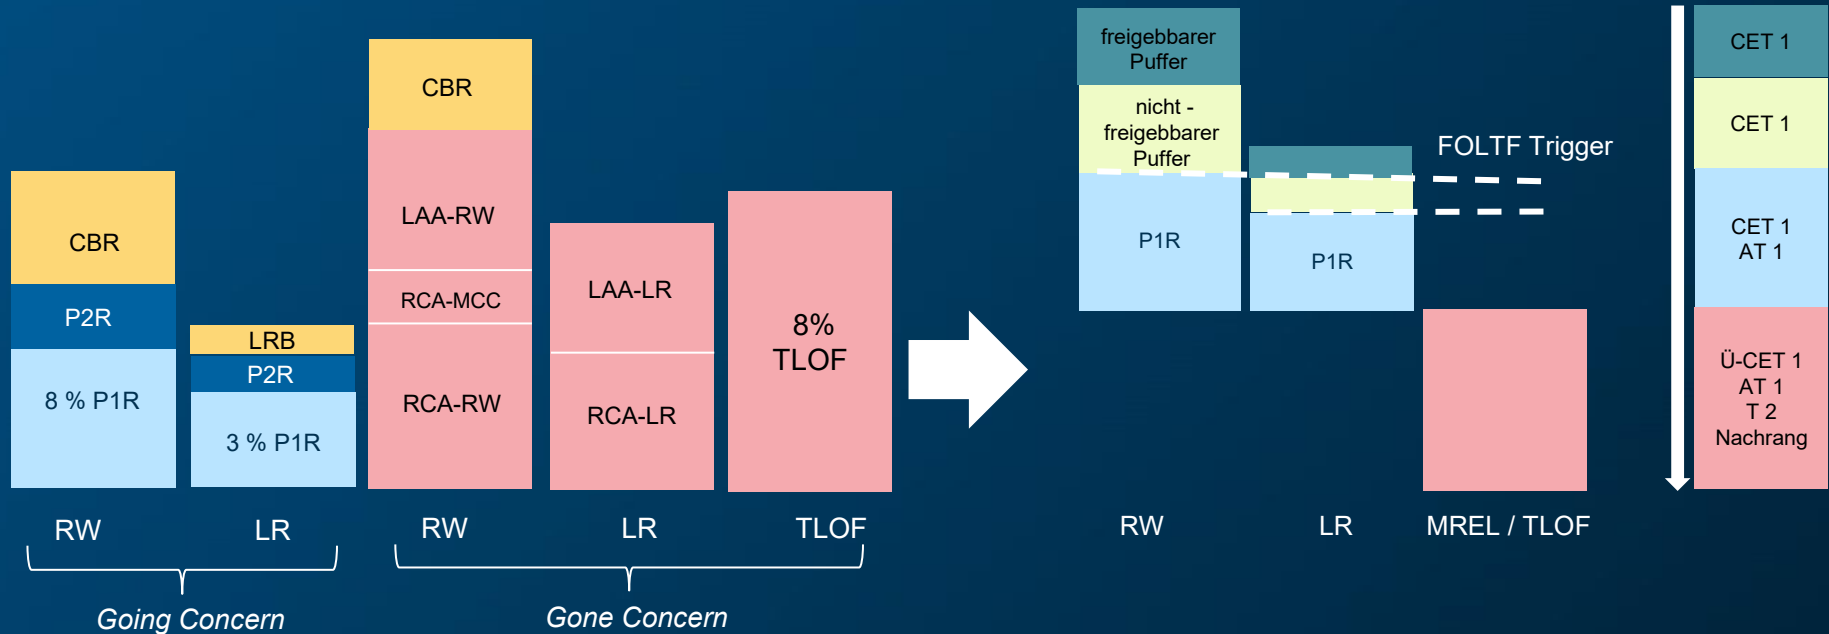 CBR
P2R
8 % P1R
RW
LRB
P2R
3 % P1R
LR
Going Concern
CBR
LAA-RW
RCA-MCC
RCA-RW
RW
LAA-LR
RCA-LR
LR
8%
TLOF
TLOF
Gone Concern
freigebbarer
Puffer
nicht -
freigebbarer
Puffer
P1R
RW
P1R
LR
FOLTF Trigger
MREL / TLOF
CET 1
CET 1
CET 1
AT 1
Ü-CET 1
AT 1
T 2
Nachrang